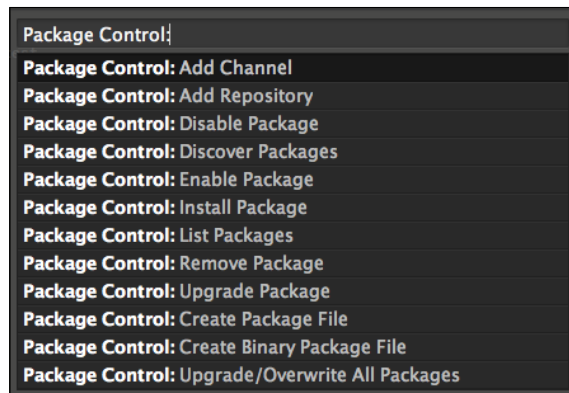 Package Control:
Package Control: Add Channel
Package Control: Add Repository
Package Control: Disable Package
Package Control: Discover Packages
Package Control: Enable Package
Package Control: Install Package
Package Control: List Packages
Package Control: Remove Package
Package Control: Upgrade Package
Package Control: Create Package File
Package Control: Create Binary Package File
Package Control: Upgrade/Overwrite All Packages